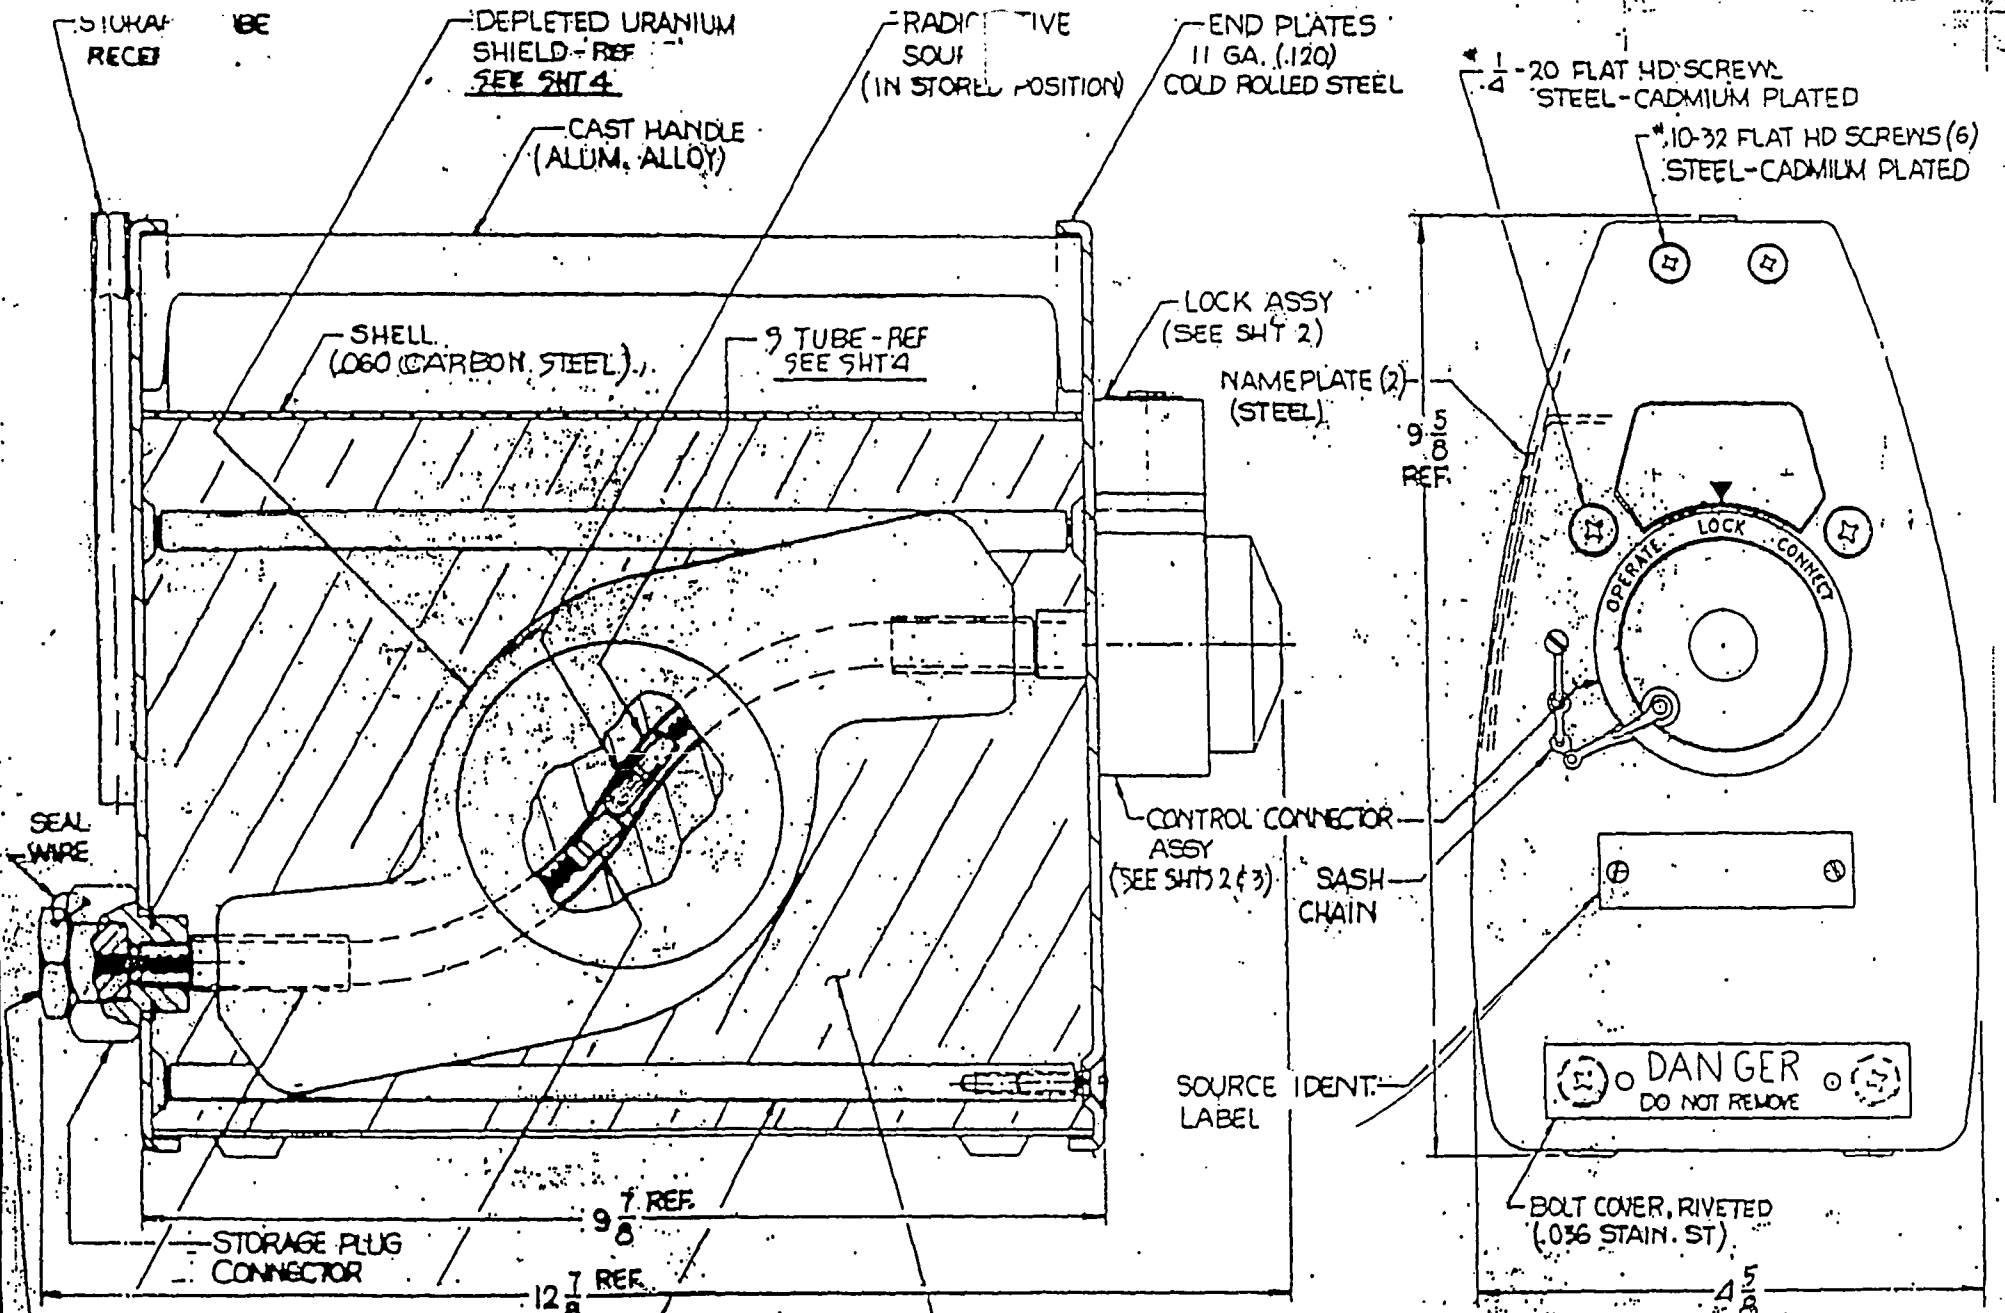 DEPLETED URANIUM
SHIELD-REF
SEE SHT 4
(IN STORED POSITION)
END PLATES
11 GA. (.120)
COLD ROLLED STEEL
* 1/4-20 FLAT HD SCREWS
STEEL-CADMIUM PLATED
*10-32 FLAT HD SCREWS (6)
STEEL-CADMIUM PLATED
CAST HANDLE
(ALUM. ALLOY)
SHELL
(.060 CARBON STEEL)
TUBE-REF
SEE SHT 4
LOCK ASSY
(SEE SHT 2)
NAMEPLATE (2)
(STEEL)
9 5/8
REF.
OPERATE LOCK CONNECT
SEAL
WIRE
CONTROL CONNECTOR
ASSY
(SEE SHTS 2 & 3)
SASH
CHAIN
SOURCE IDENT.
LABEL
DANGER
DO NOT REMOVE
BOLT COVER, RIVETED
(.036 STAIN. ST)
9 7/8 REF.
STORAGE PLUG
CONNECTOR
12 7/8 REF.
4 5/8